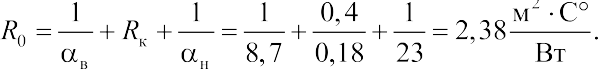 R₀ = 1/αв + Rк + 1/αн = 1/8,7 + 0,4/0,18 + 1/23 = 2,38 м² · С°/Вт.